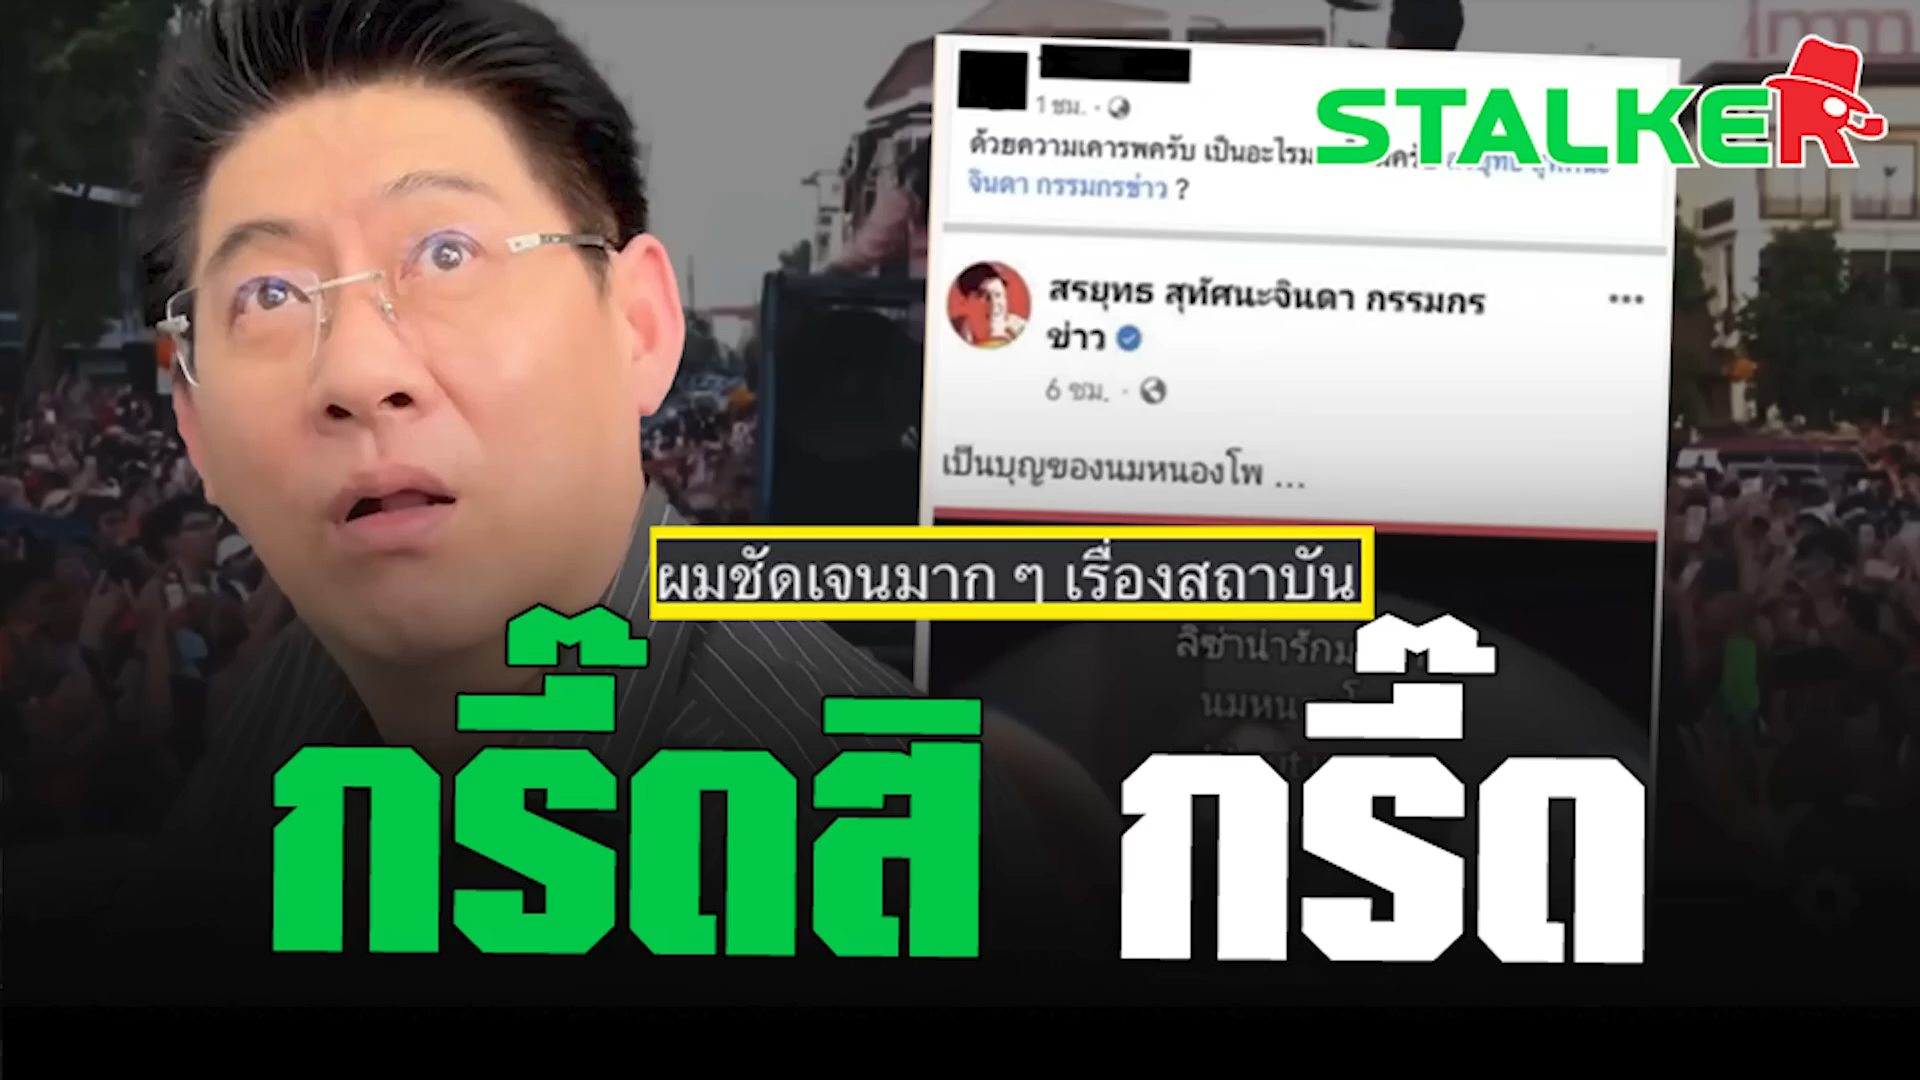 STALKER
1 ชม.
ด้วยความเคารพครับ เป็นอะไร
จินดา กรรมกรข่าว ?
สรยุทธ สุทัศนะจินดา กรรมกร
ข่าว
6 ชม.
เป็นบุญของนมหนองโพ ...
ผมชัดเจนมาก ๆ เรื่องสถาบัน
ลิซ่าน่ารักม
นมหน
กรี๊ดสิ กรี๊ด